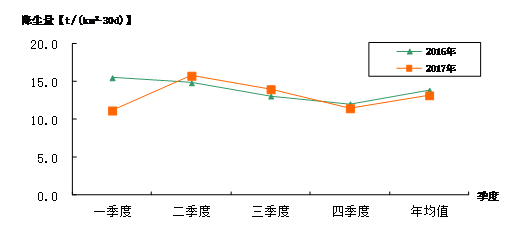 降尘量【t/(km²·30d)】
20.0
15.0
10.0
5.0
0.0
2016年
2017年
一季度 二季度 三季度 四季度 年均值
季度